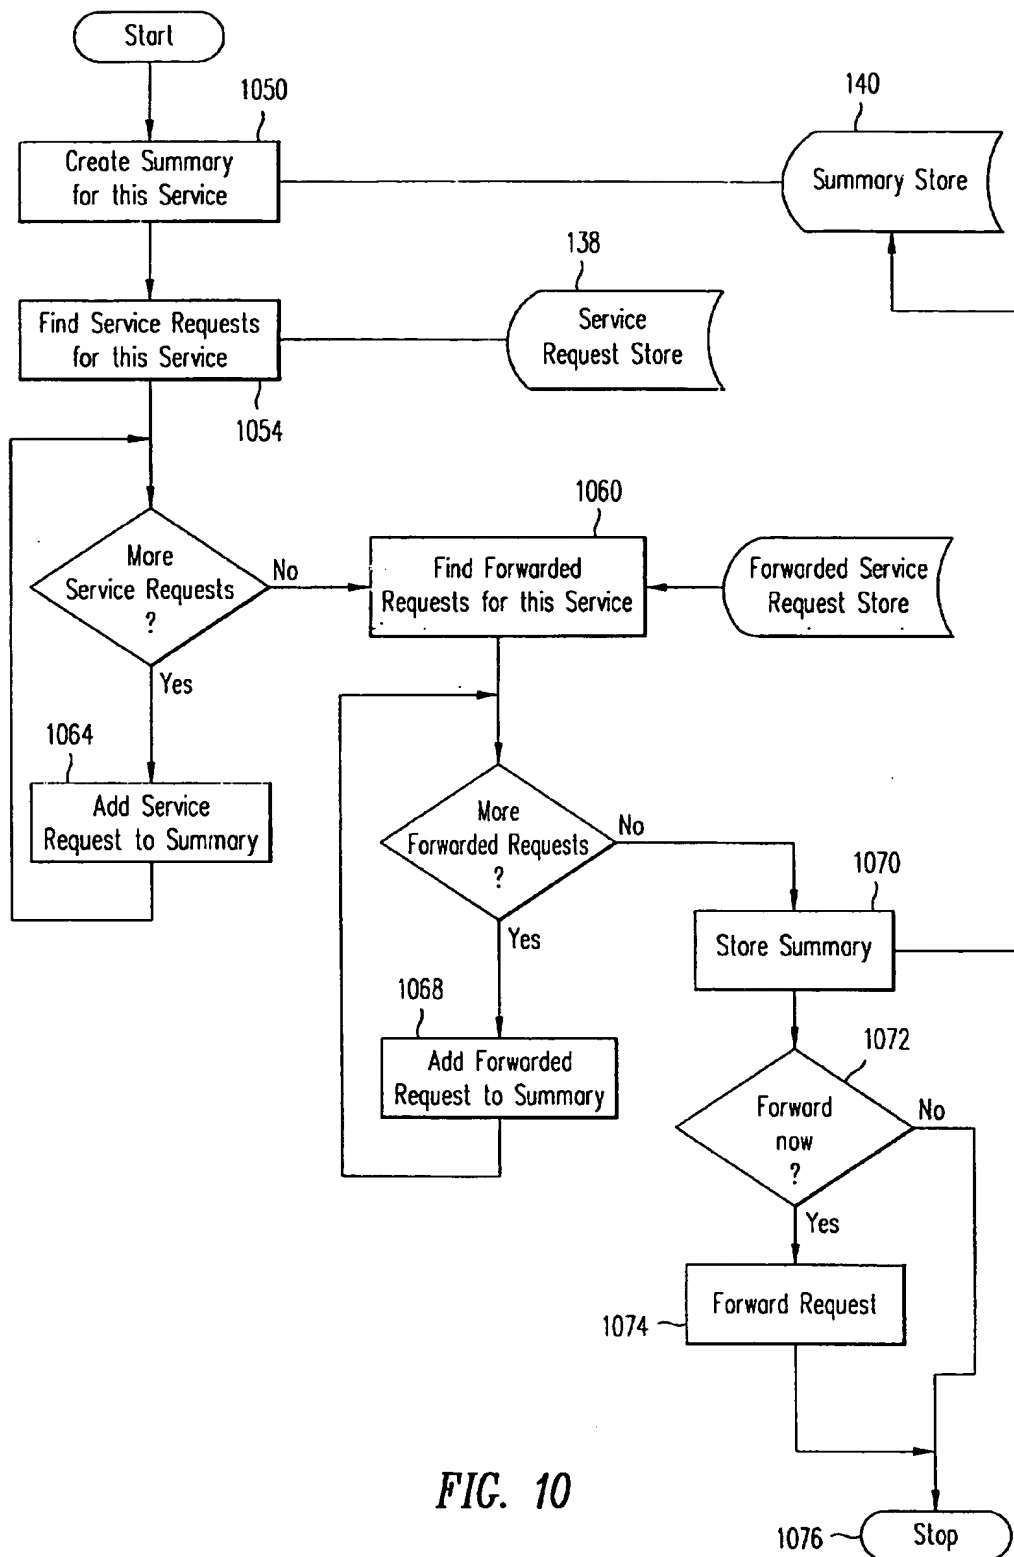 Start
1050
Create Summary
for this Service
140
Summary Store
138
Service
Request Store
Find Service Requests
for this Service
1054
More
Service Requests
?
No
Yes
1060
Find Forwarded
Requests for this Service
Forwarded Service
Request Store
1064
Add Service
Request to Summary
More
Forwarded Requests
?
No
Yes
1068
Add Forwarded
Request to Summary
1070
Store Summary
1072
Forward
now
?
No
Yes
Forward Request
1074
FIG. 10
1076
Stop